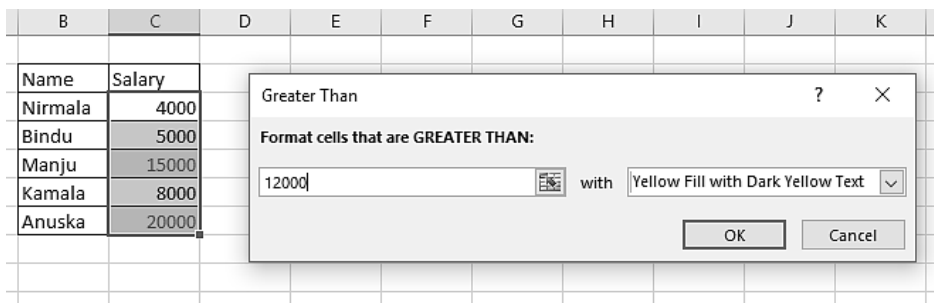 B C D E F G H I J K
Name Salary
Nirmala 4000
Bindu 5000
Manju 15000
Kamala 8000
Anuska 20000
Greater Than ? ×
Format cells that are GREATER THAN:
12000 with Yellow Fill with Dark Yellow Text
OK Cancel